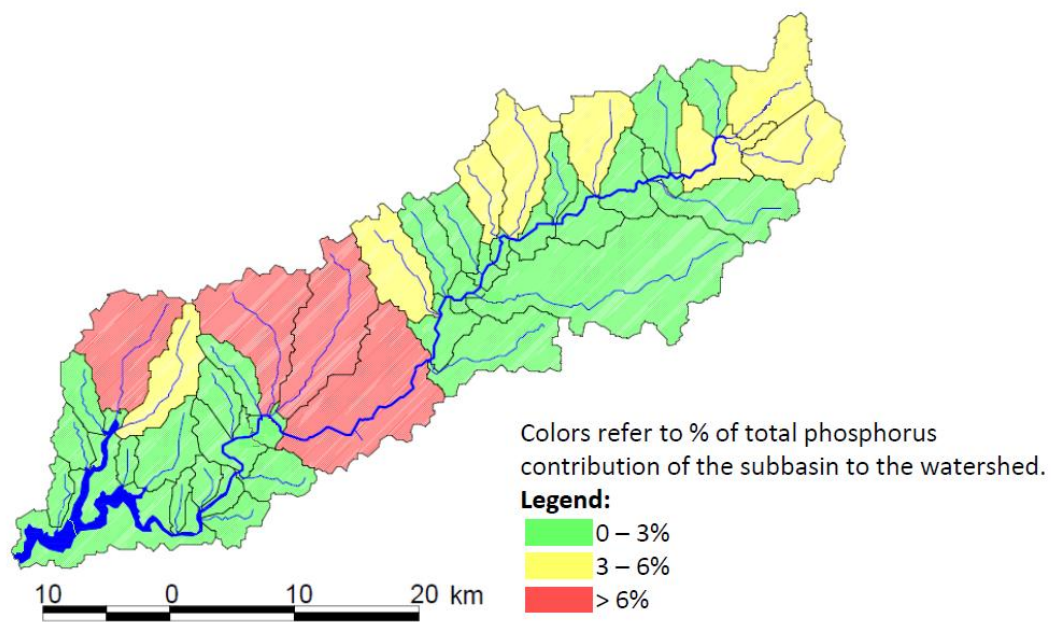 Colors refer to % of total phosphorus
contribution of the subbasin to the watershed.
Legend:
0 – 3%
3 – 6%
> 6%
10 0 10 20 km